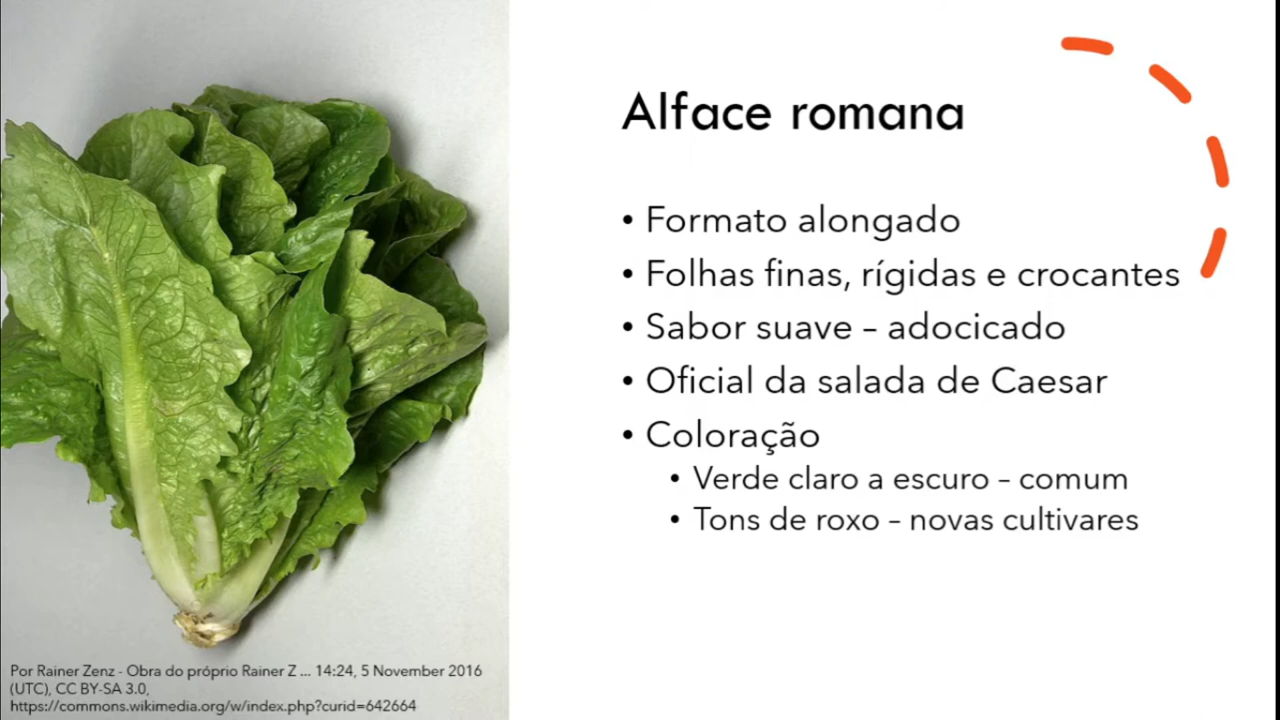 Alface romana
• Formato alongado
• Folhas finas, rígidas e crocantes
• Sabor suave – adocicado
• Oficial da salada de Caesar
• Coloração
• Verde claro a escuro – comum
• Tons de roxo – novas cultivares
Por Rainer Zenz - Obra do próprio Rainer Z ... 14:24, 5 November 2016
(UTC), CC BY-SA 3.0,
https://commons.wikimedia.org/w/index.php?curid=642664